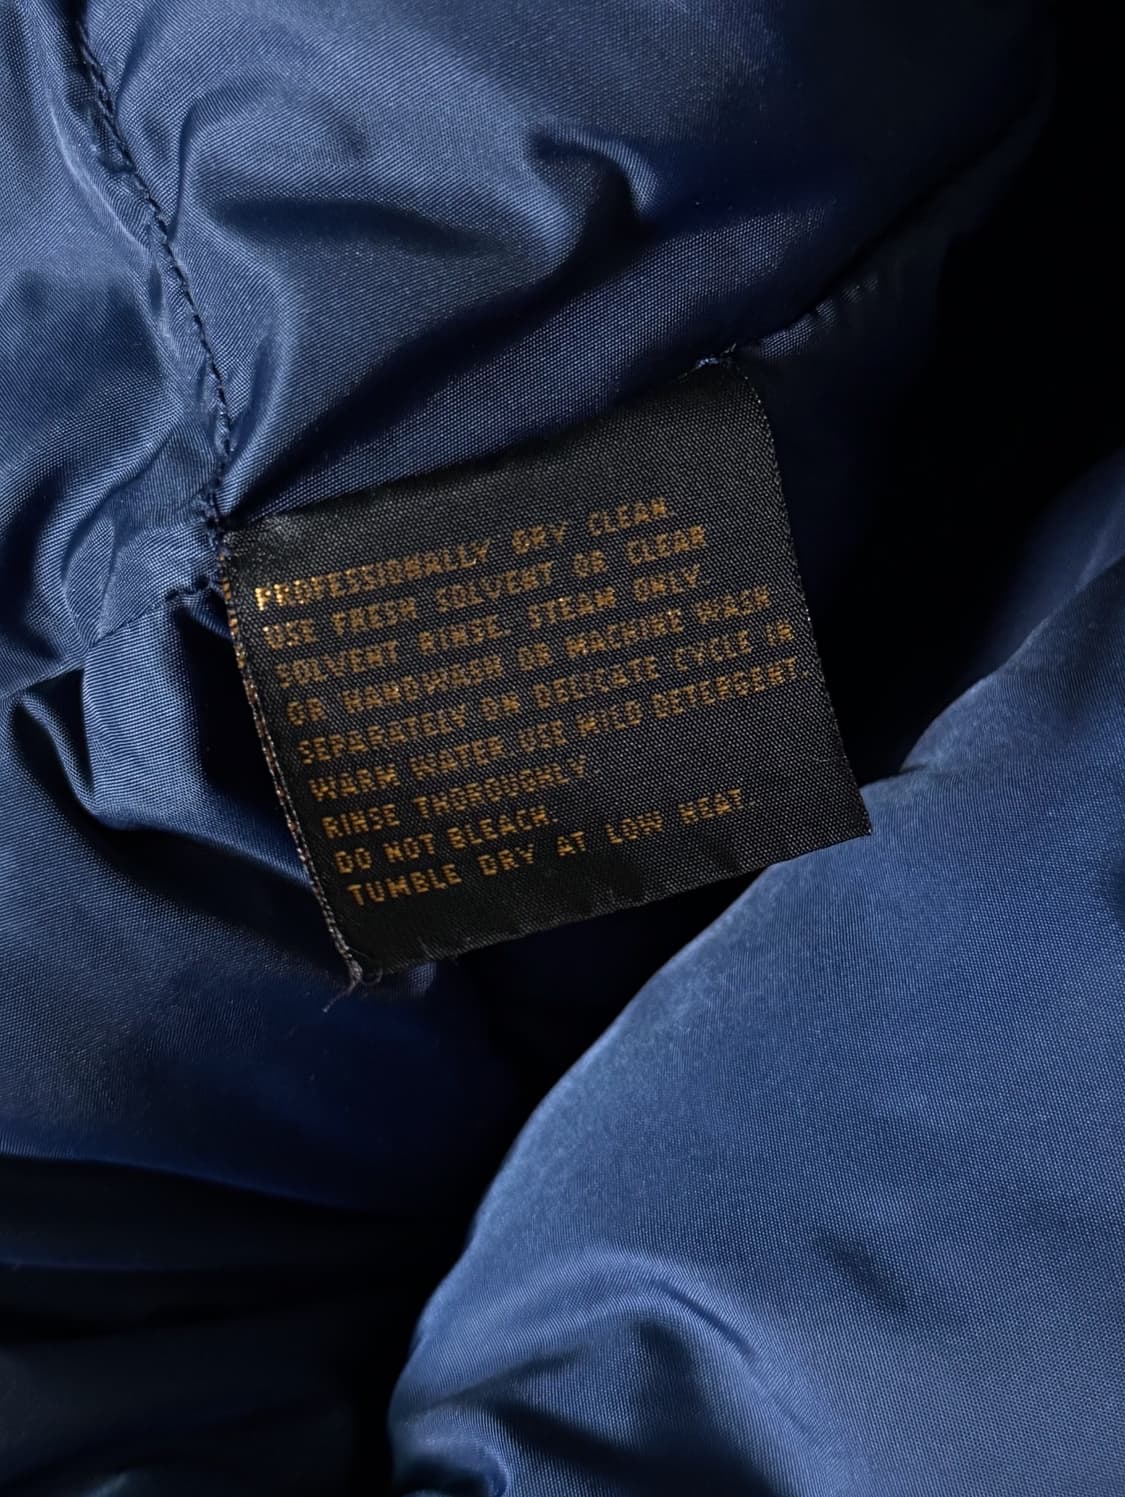 PROFESSIONALLY DRY CLEAN
USE FRESH SOLVENT OR CLEAR
SOLVENT RINSE. STEAM ONLY.
OR HANDWASH OR MACHINE WASH
SEPARATELY ON DELICATE CYCLE IN
WARM WATER USE MILD DETERGENT.
RINSE THOROUGHLY.
DO NOT BLEACH.
TUMBLE DRY AT LOW HEAT.